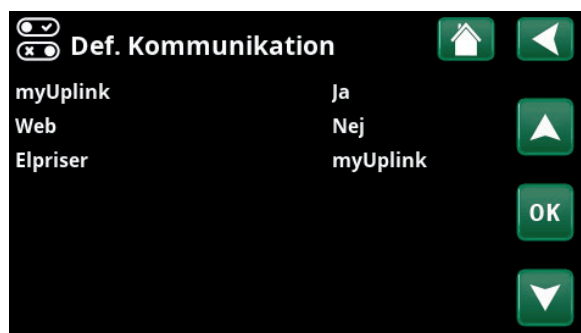 Def. Kommunikation
myUplink Ja
Web Nej
Elpriser myUplink
OK